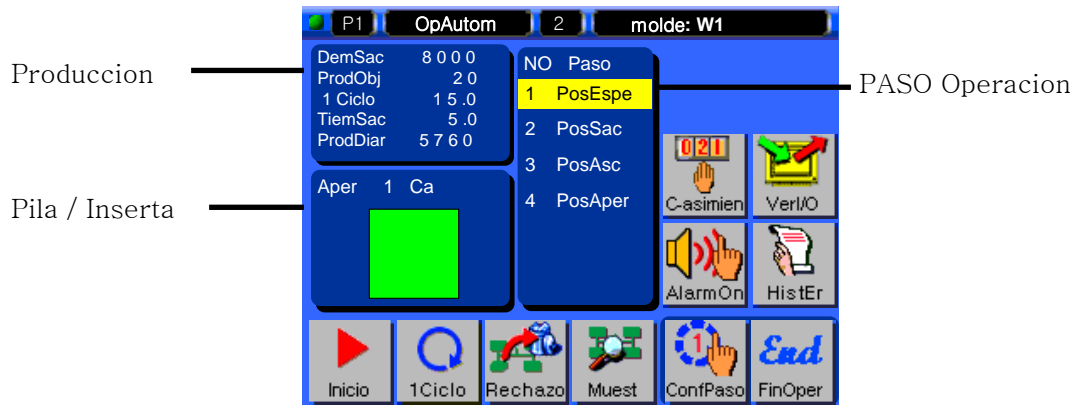 P1 OpAutom 2 molde: W1
Produccion
DemSac 8000
ProdObj 20
1 Ciclo 15.0
TiemSac 5.0
ProdDiar 5760
NO Paso
1 PosEspe
2 PosSac
3 PosAsc
4 PosAper
PASO Operacion
Pila / Inserta
Aper 1 Ca
021
C-asimien VerI/O
AlarmOn HistEr
1
End
Inicio 1Ciclo Rechazo Muest ConfPaso FinOper